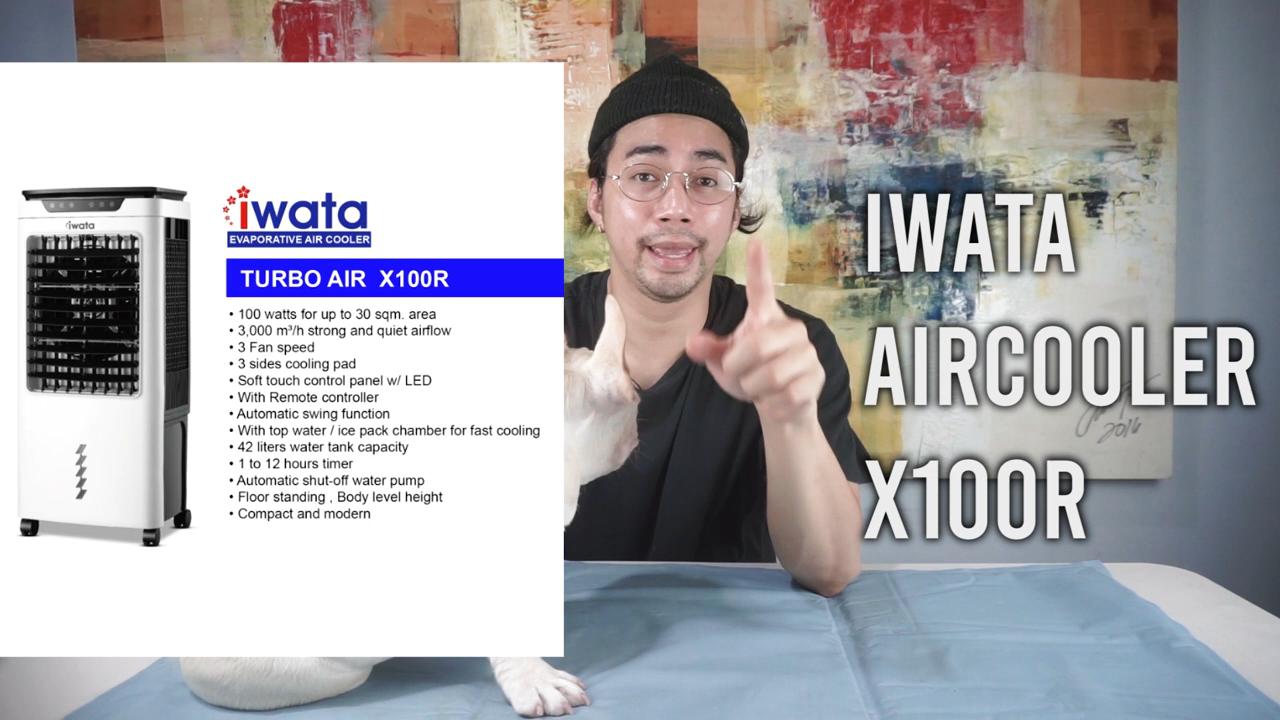 iwata
iwata
EVAPORATIVE AIR COOLER
TURBO AIR X100R
• 100 watts for up to 30 sqm. area
• 3,000 m³/h strong and quiet airflow
• 3 Fan speed
• 3 sides cooling pad
• Soft touch control panel w/ LED
• With Remote controller
• Automatic swing function
• With top water / ice pack chamber for fast cooling
• 42 liters water tank capacity
• 1 to 12 hours timer
• Automatic shut-off water pump
• Floor standing , Body level height
• Compact and modern
IWATA
AIRCOOLER
X100R
2016